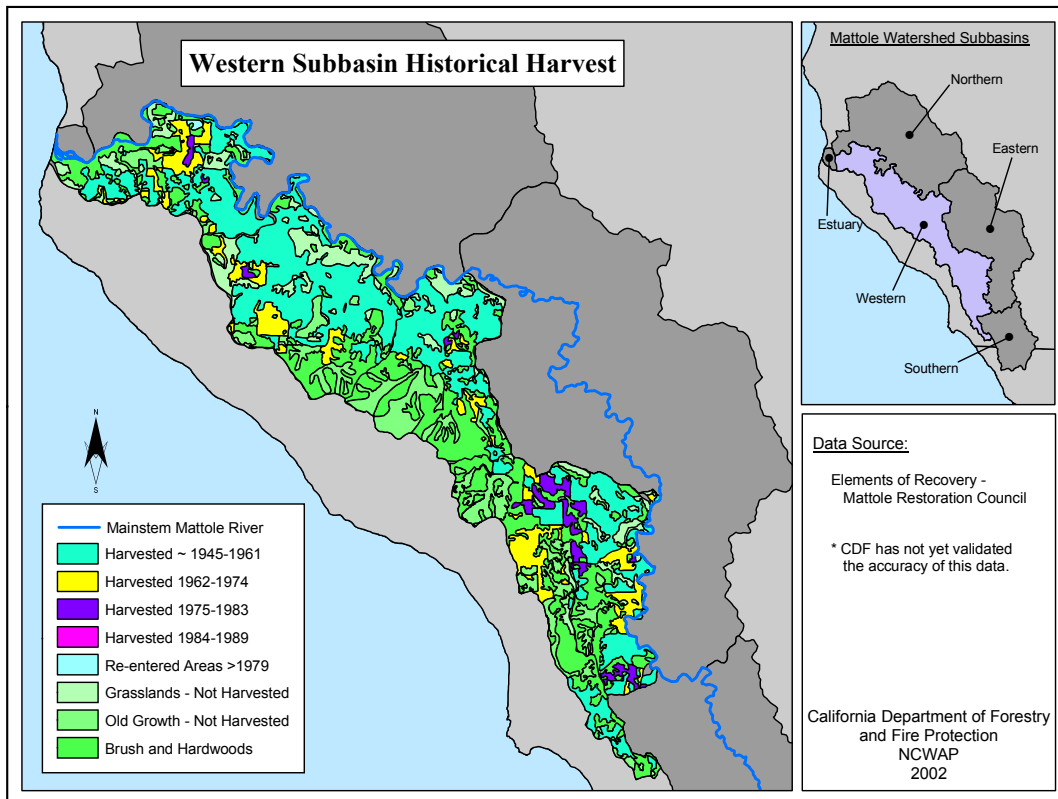 Western Subbasin Historical Harvest
N
S
Mainstem Mattole River
Harvested ~ 1945-1961
Harvested 1962-1974
Harvested 1975-1983
Harvested 1984-1989
Re-entered Areas >1979
Grasslands - Not Harvested
Old Growth - Not Harvested
Brush and Hardwoods
Mattole Watershed Subbasins
Northern
Eastern
Estuary
Western
Southern
Data Source:
Elements of Recovery -
Mattole Restoration Council
* CDF has not yet validated
the accuracy of this data.
California Department of Forestry
and Fire Protection
NCWAP
2002